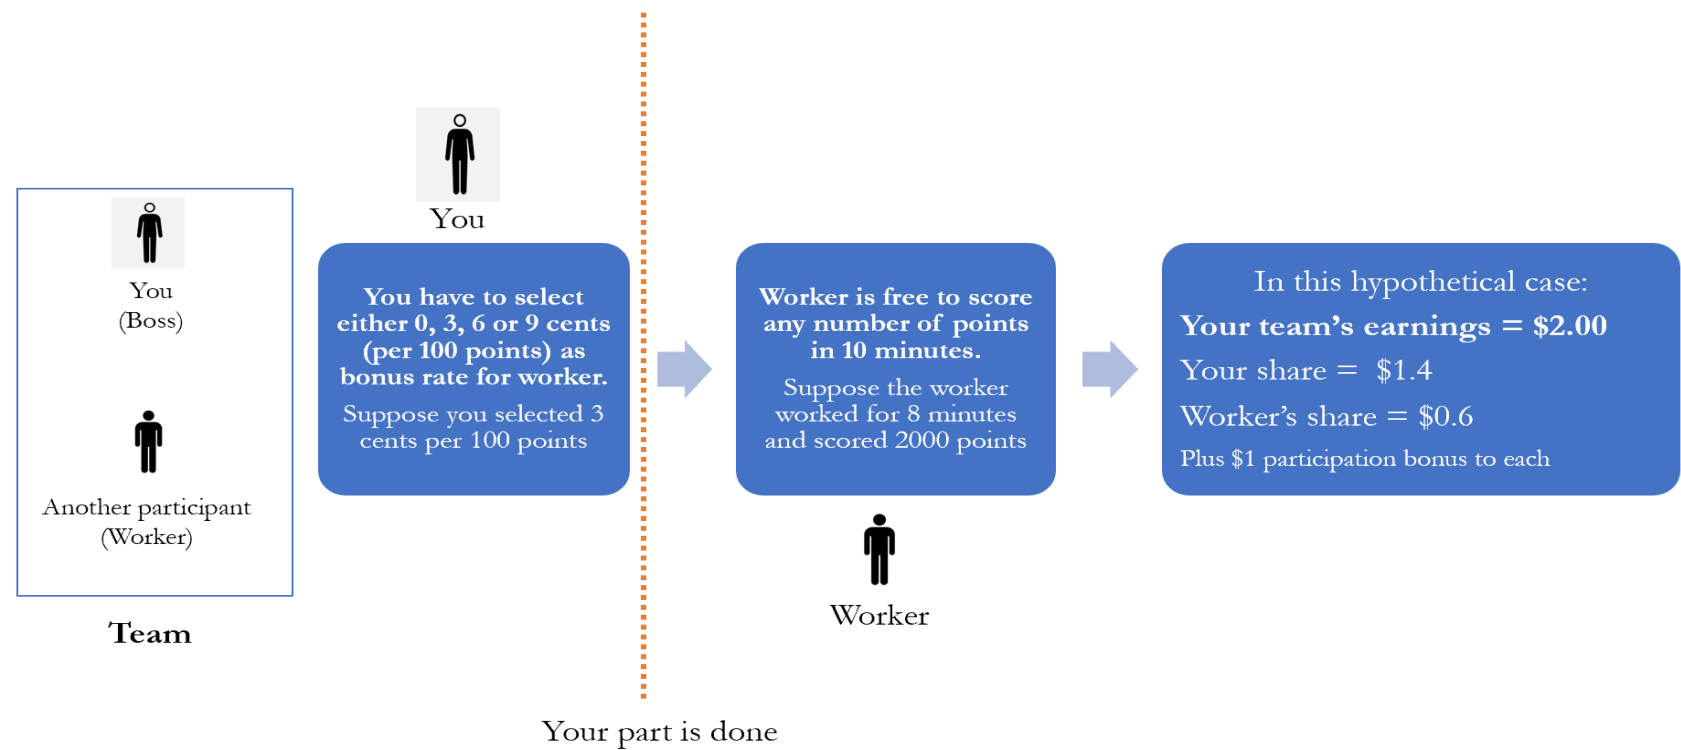 You
(Boss)
Another participant
(Worker)
Team
You
You have to select
either 0, 3, 6 or 9 cents
(per 100 points) as
bonus rate for worker.
Suppose you selected 3
cents per 100 points
Your part is done
Worker is free to score
any number of points
in 10 minutes.
Suppose the worker
worked for 8 minutes
and scored 2000 points
Worker
In this hypothetical case:
Your team's earnings = $2.00
Your share =  $1.4
Worker's share = $0.6
Plus $1 participation bonus to each